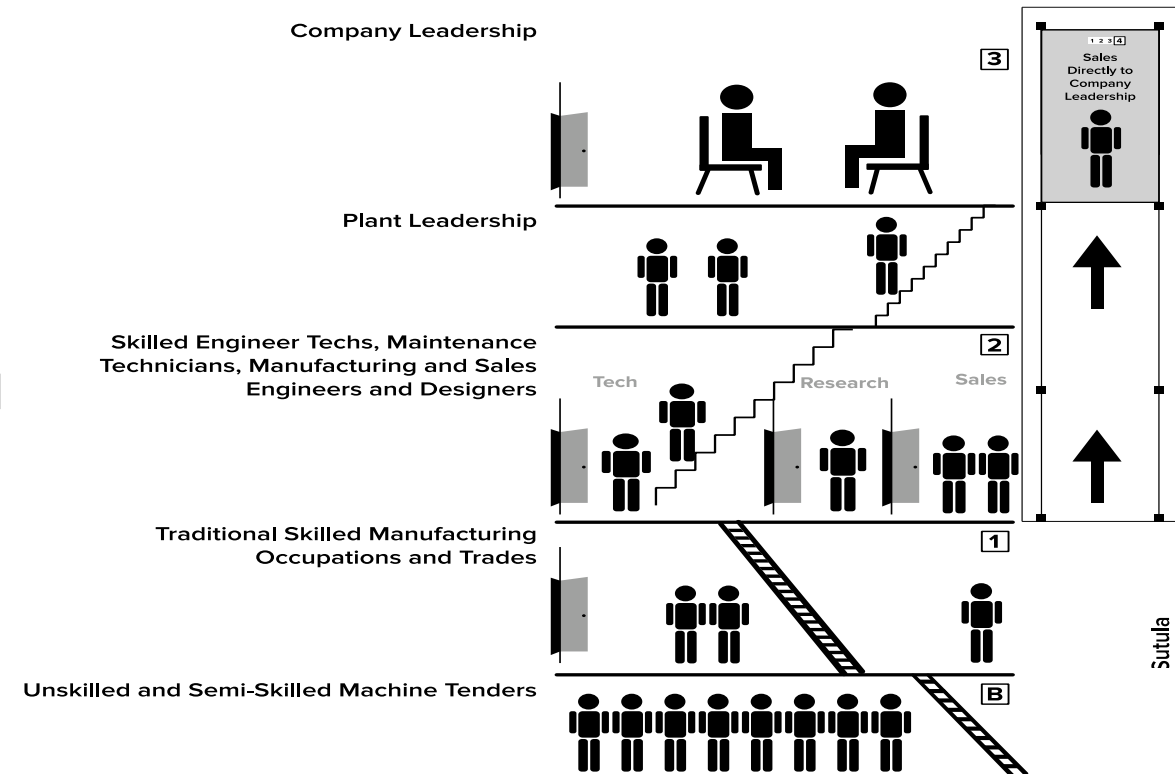 Company Leadership
3
1 2 3 4
Sales
Directly to
Company
Leadership
Plant Leadership
Skilled Engineer Techs, Maintenance
Technicians, Manufacturing and Sales
Engineers and Designers
2
Tech
Research
Sales
Traditional Skilled Manufacturing
Occupations and Trades
1
Unskilled and Semi-Skilled Machine Tenders
B
Sutula